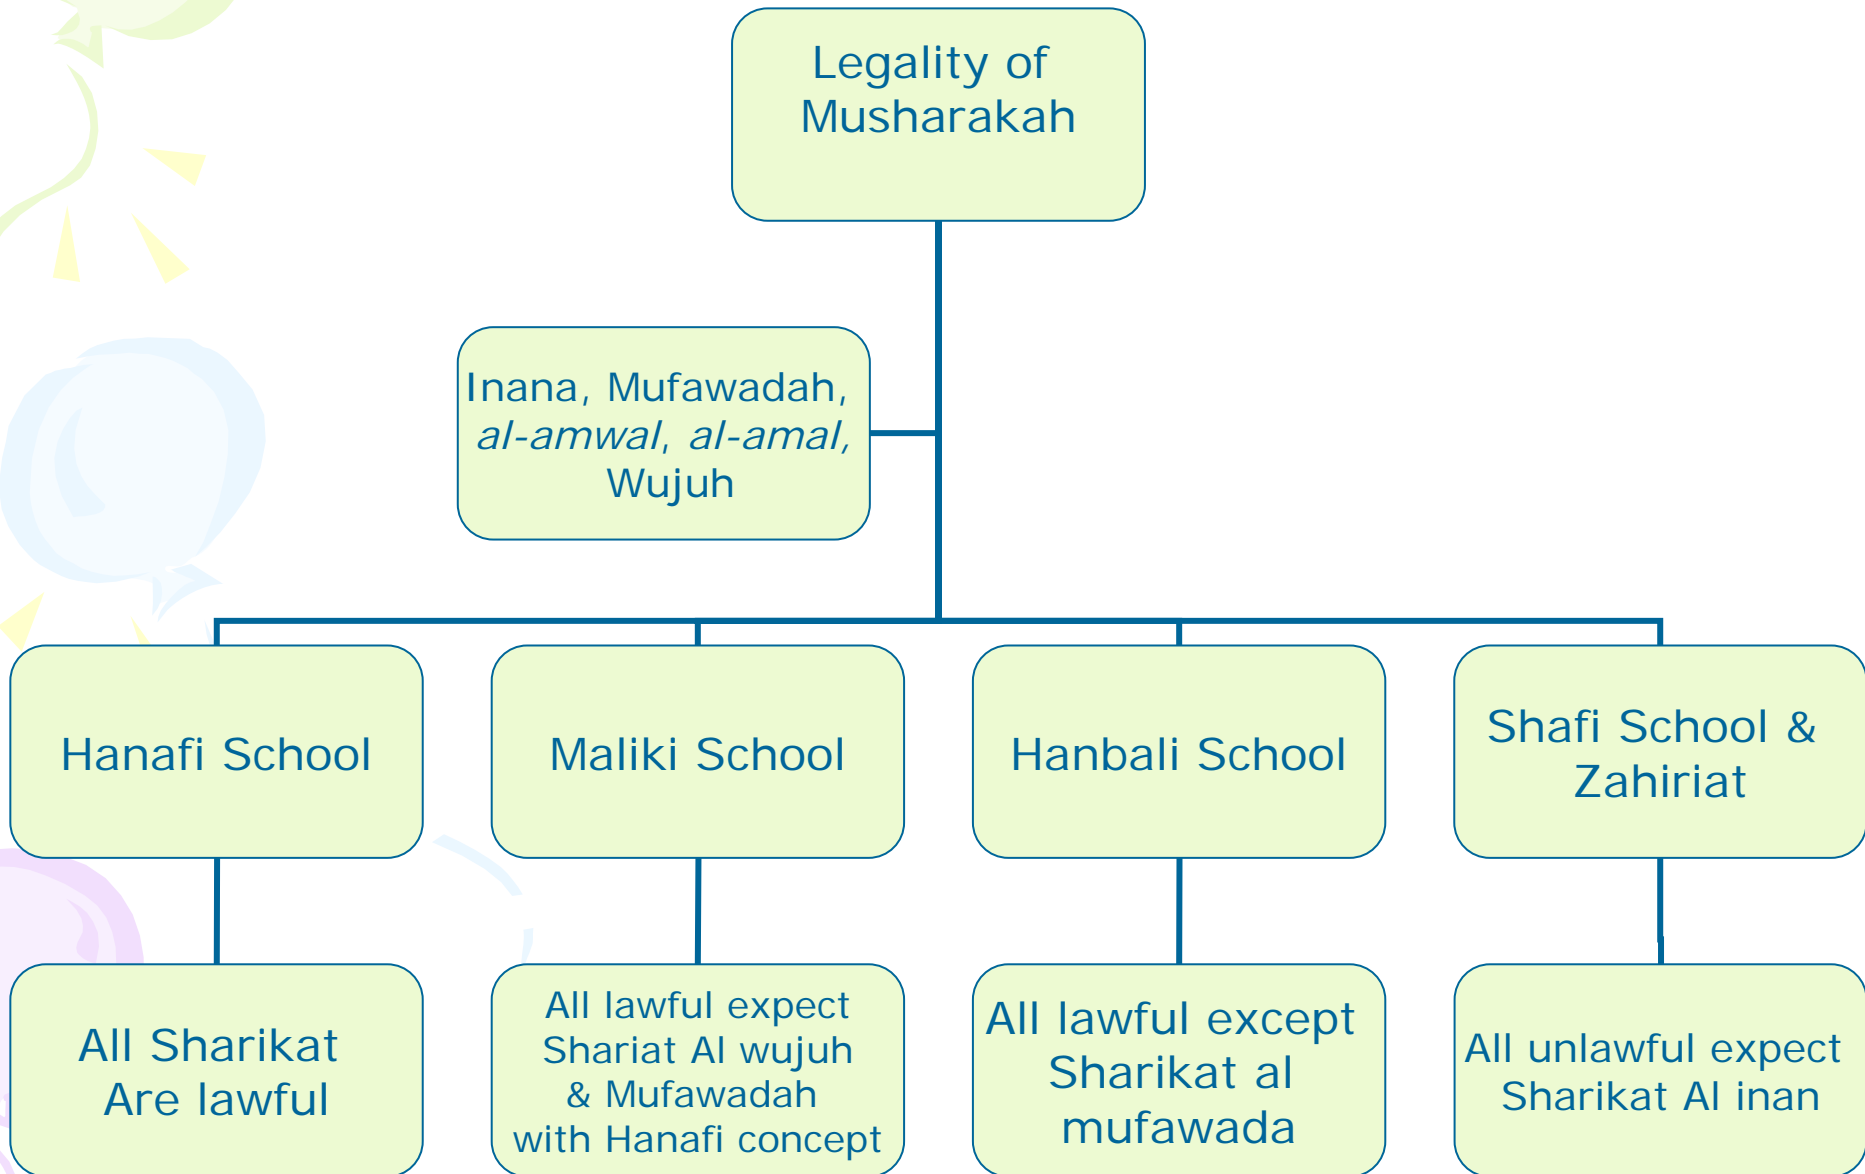 Legality of
Musharakah
Inana, Mufawadah,
al-amwal, al-amal,
Wujuh
Hanafi School
Maliki School
Hanbali School
Shafi School &
Zahiriat
All Sharikat
Are lawful
All lawful expect
Shariat Al wujuh
& Mufawadah
with Hanafi concept
All lawful except
Sharikat al
mufawada
All unlawful expect
Sharikat Al inan